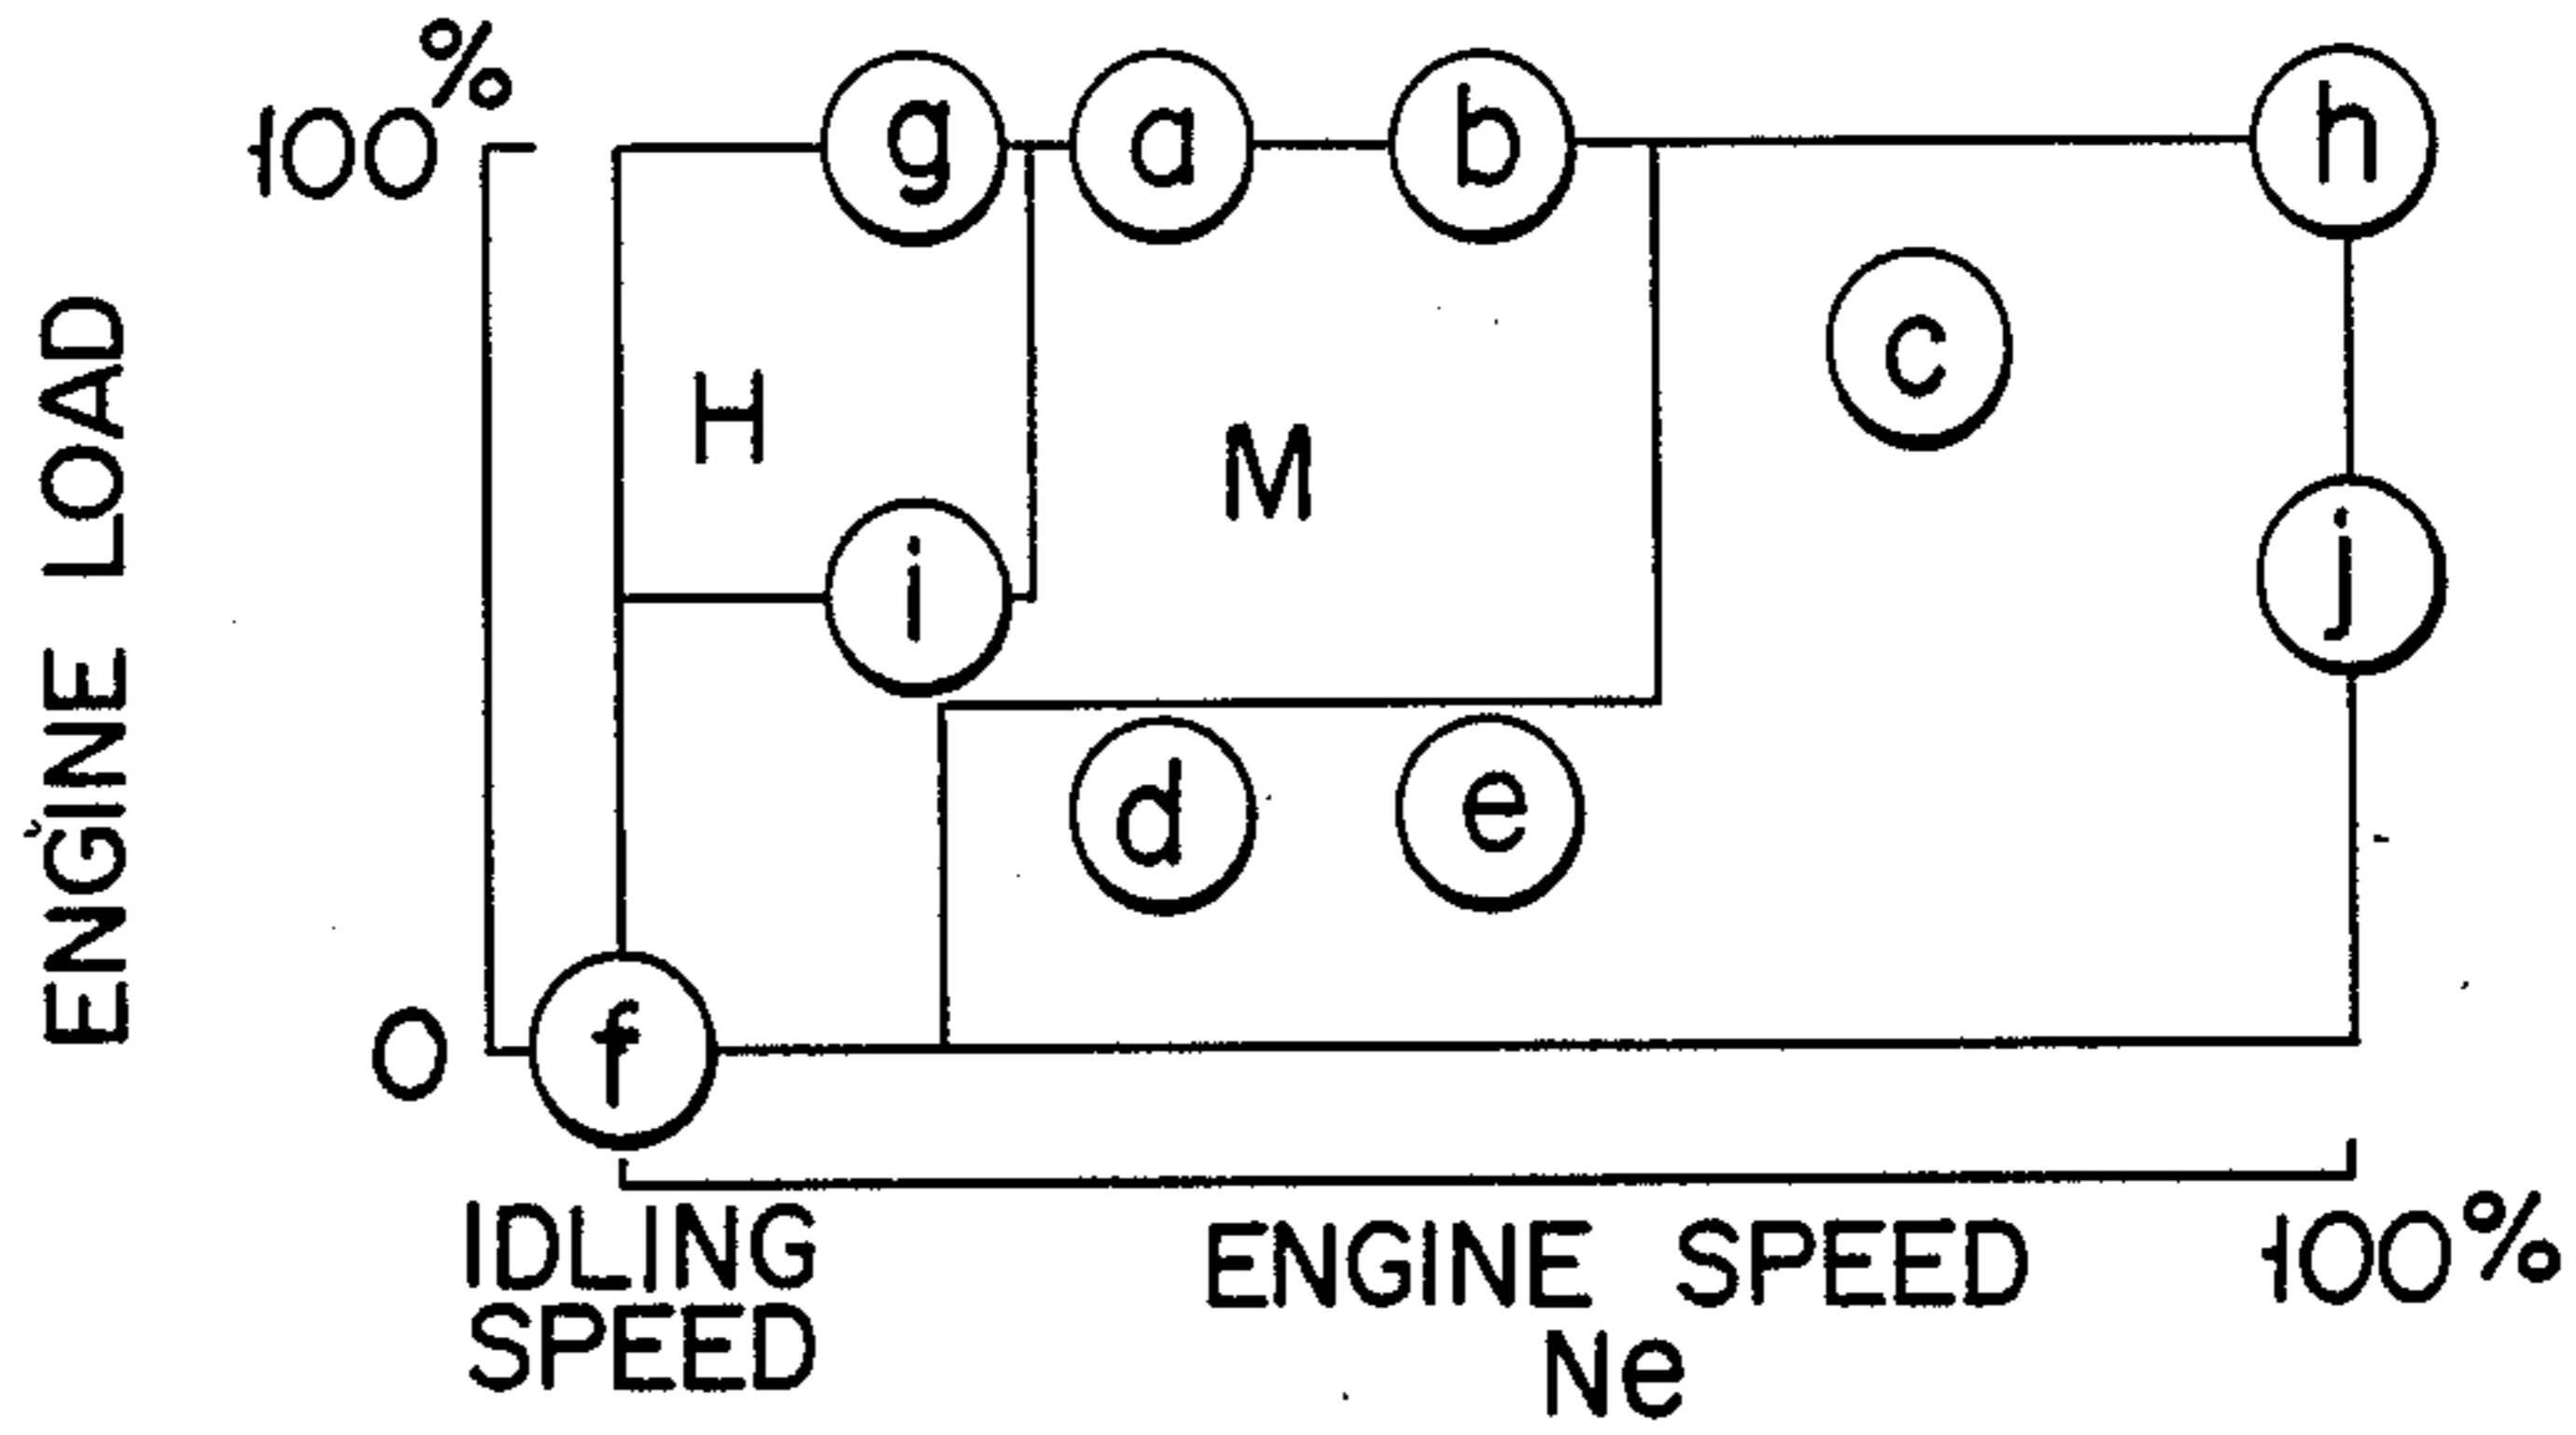 100%
g a b h
c
H
M
i j
d e
f
0
ENGINE LOAD
IDLING
SPEED
ENGINE SPEED
Ne
100%